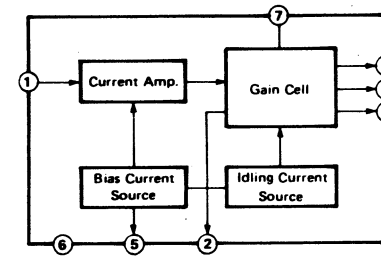 7
1
Current Amp.
Gain Cell
Bias Current
Source
Idling Current
Source
6
5
2